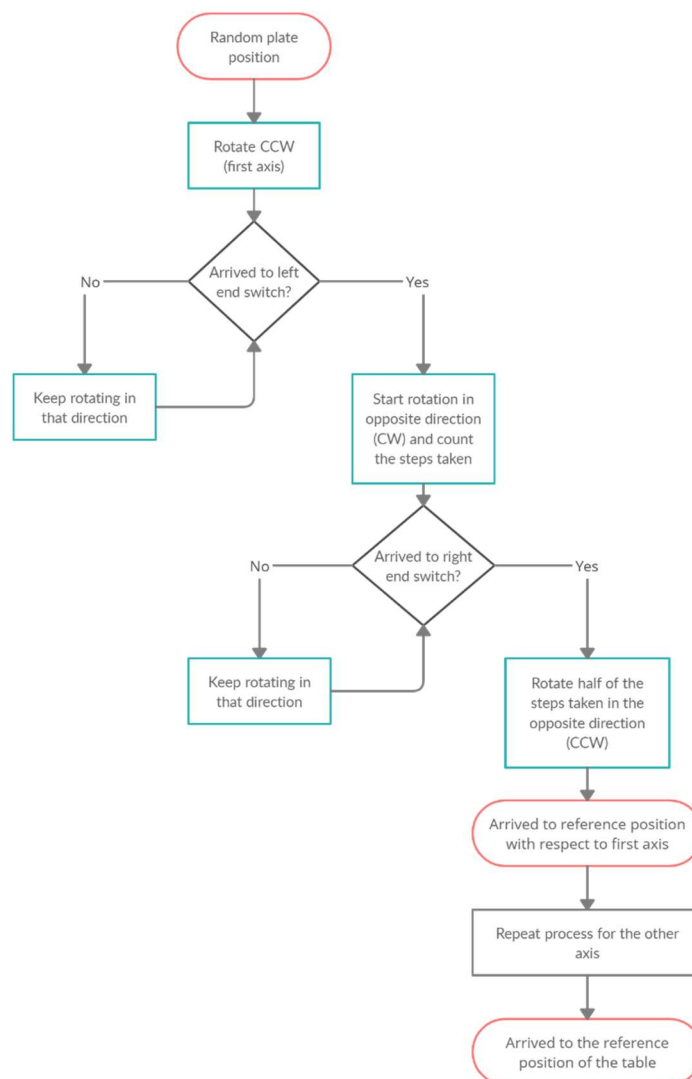 Random plate
position
Rotate CCW
(first axis)
Arrived to left
end switch?
No
Yes
Keep rotating in
that direction
Start rotation in
opposite direction
(CW) and count
the steps taken
Arrived to right
end switch?
No
Yes
Keep rotating in
that direction
Rotate half of the
steps taken in the
opposite direction
(CCW)
Arrived to reference position
with respect to first axis
Repeat process for the other
axis
Arrived to the reference
position of the table